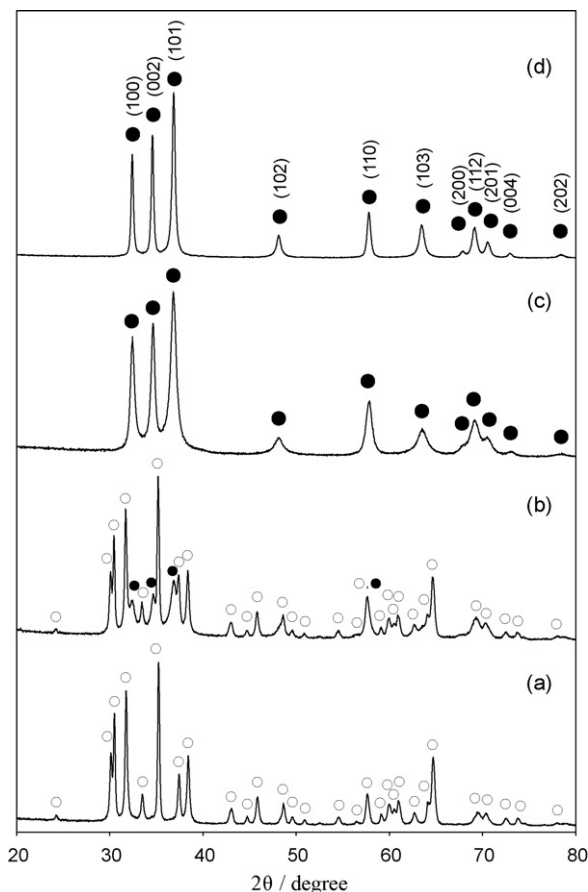 (d)
(100)
(002)
(101)
(102)
(110)
(103)
(200)
(112)
(201)
(004)
(202)
(c)
(b)
(a)
20 30 40 50 60 70 80
2θ / degree